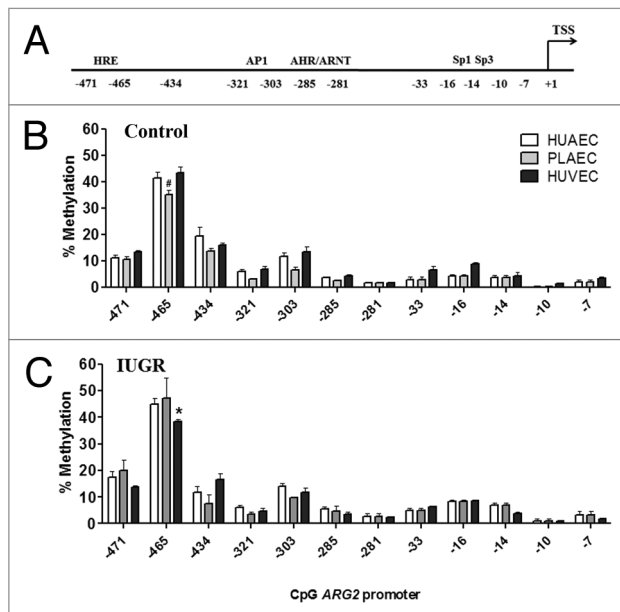 A
TSS
HRE AP1 AHR/ARNT Sp1 Sp3
-471 -465 -434 -321 -303 -285 -281 -33 -16 -14 -10 -7 +1
B
Control
% Methylation
60
50
40
30
20
10
0
#
HUAEC
PLAEC
HUVEC
-471 -465 -434 -321 -303 -285 -281 -33 -16 -14 -10 -7
C
IUGR
% Methylation
60
50
40
30
20
10
0
*
-471 -465 -434 -321 -303 -285 -281 -33 -16 -14 -10 -7
CpG ARG2 promoter